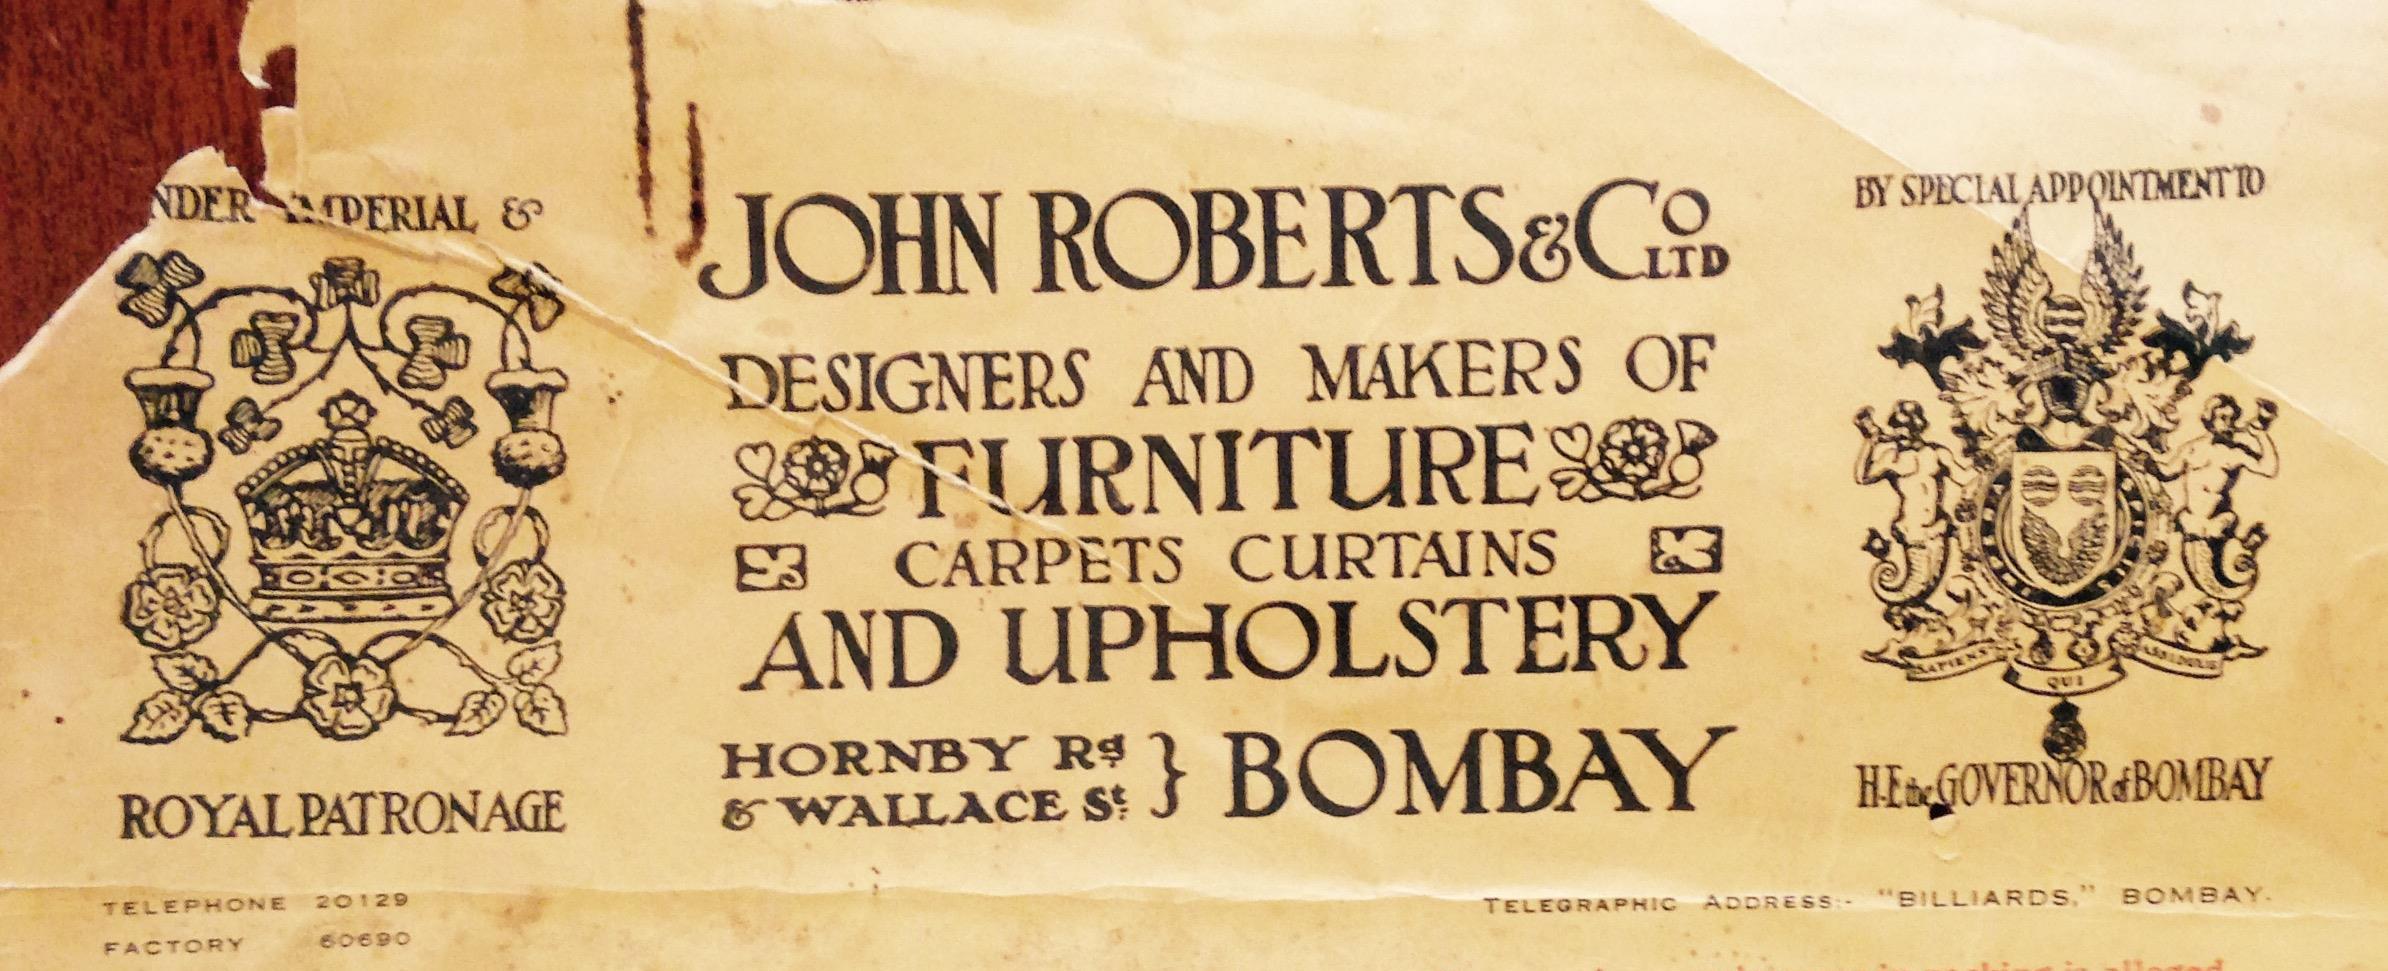 NDER IMPERIAL &
ROYAL PATRONAGE
JOHN ROBERTS & Co LTD
DESIGNERS AND MAKERS OF
FURNITURE
CARPETS CURTAINS
AND UPHOLSTERY
HORNBY Rd
& WALLACE St. } BOMBAY
BY SPECIAL APPOINTMENT TO
SAPIENS
QUI
ASSIDUUS
H.E the GOVERNOR of BOMBAY
TELEPHONE 20129
FACTORY 60690
TELEGRAPHIC ADDRESS:- "BILLIARDS," BOMBAY.